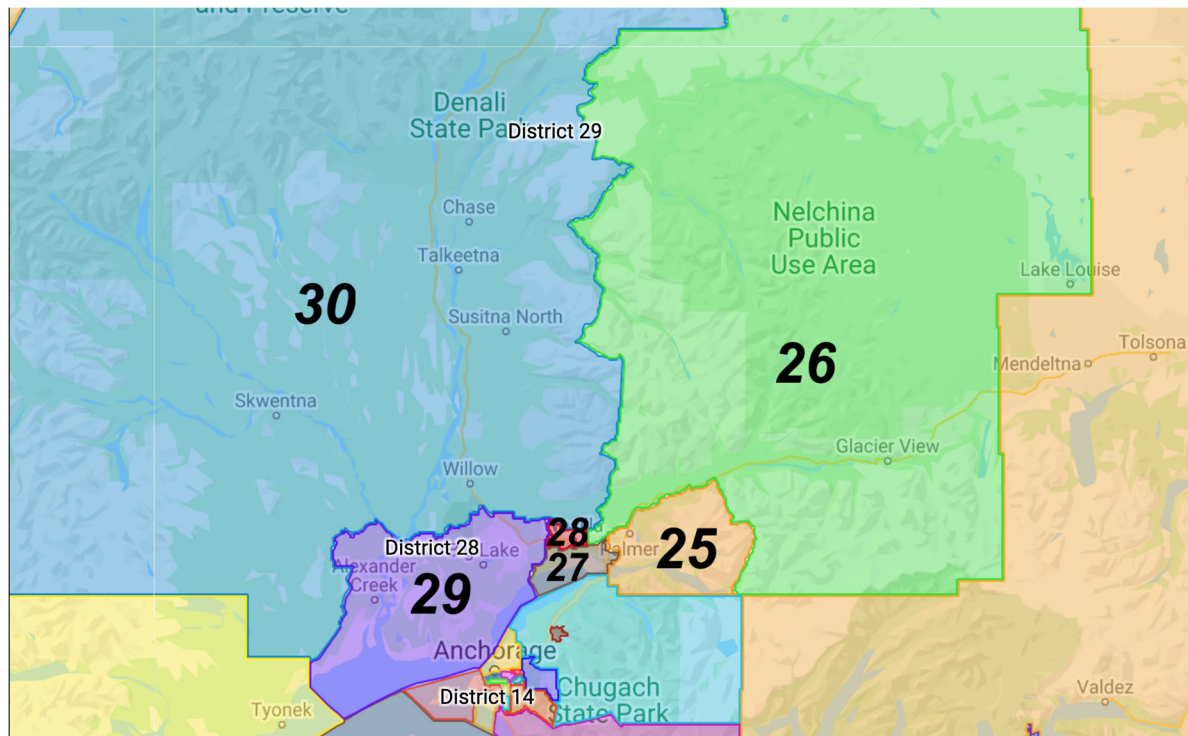 and Preserve
Denali
State Pa
District 29
Chase
Nelchina
Public
Use Area
Talkeetna
Lake Louise
30
Susitna North
Tolsona
26
Mendeltna
Skwentna
Glacier View
Willow
28
25
Palmer
District 28
Lake
27
Alexander
Creek
29
Anchorage
District 14
Chugach
State Park
Valdez
Tyonek